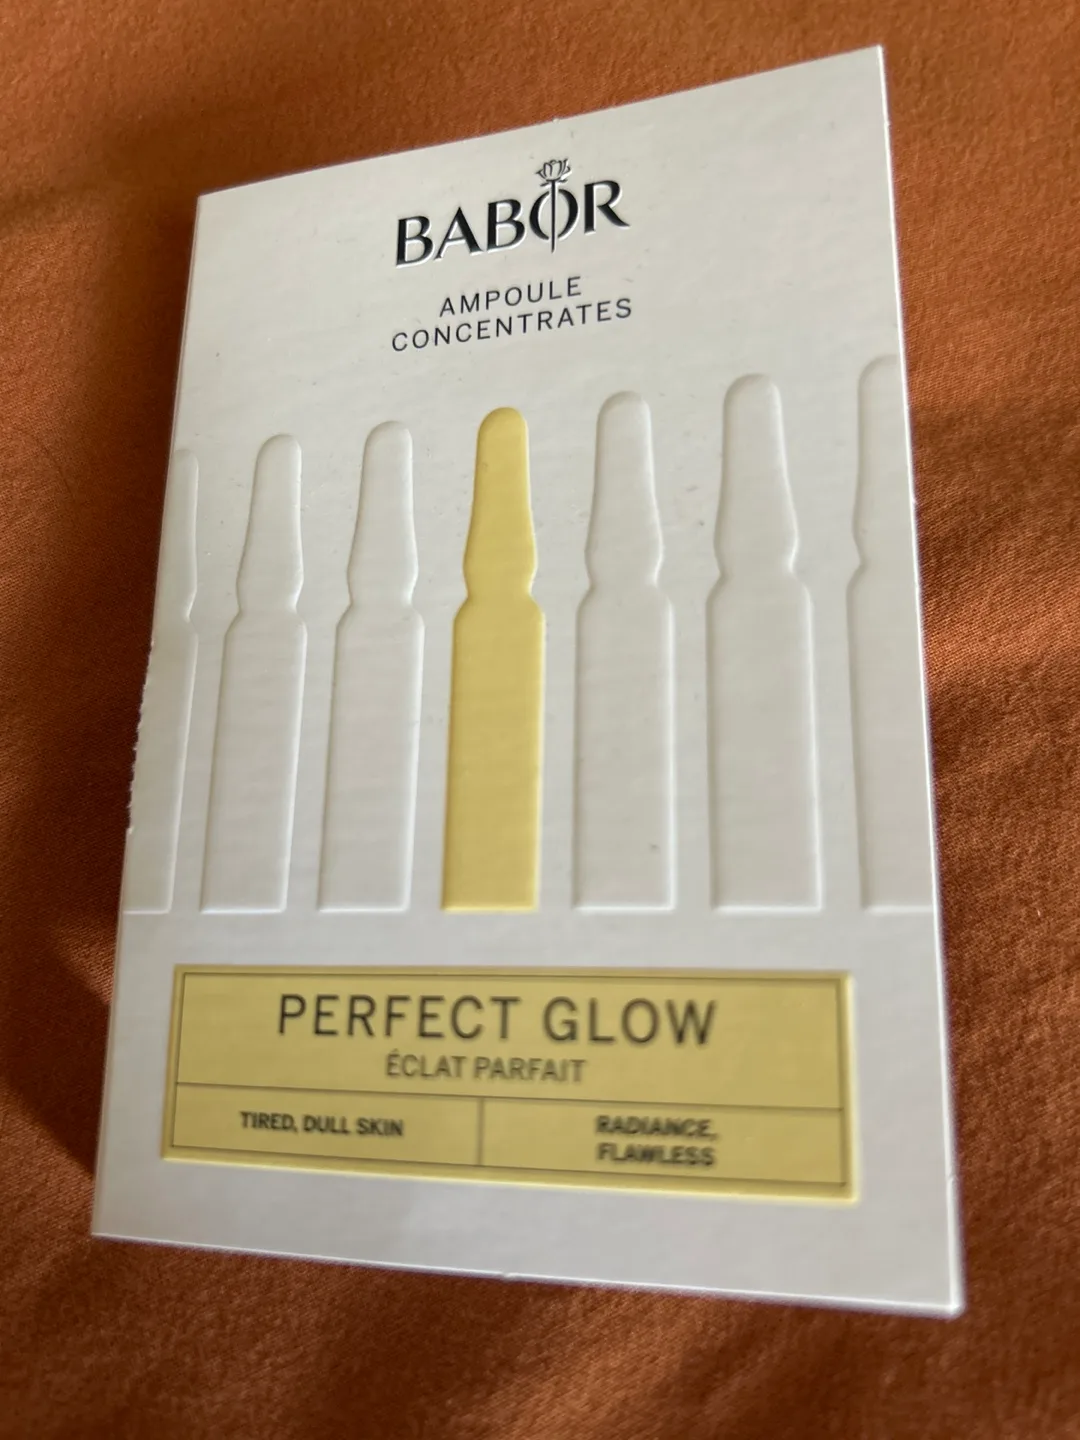 BABOR
AMPOULE
CONCENTRATES
PERFECT GLOW
ÉCLAT PARFAIT
TIRED, DULL SKIN
RADIANCE,
FLAWLESS